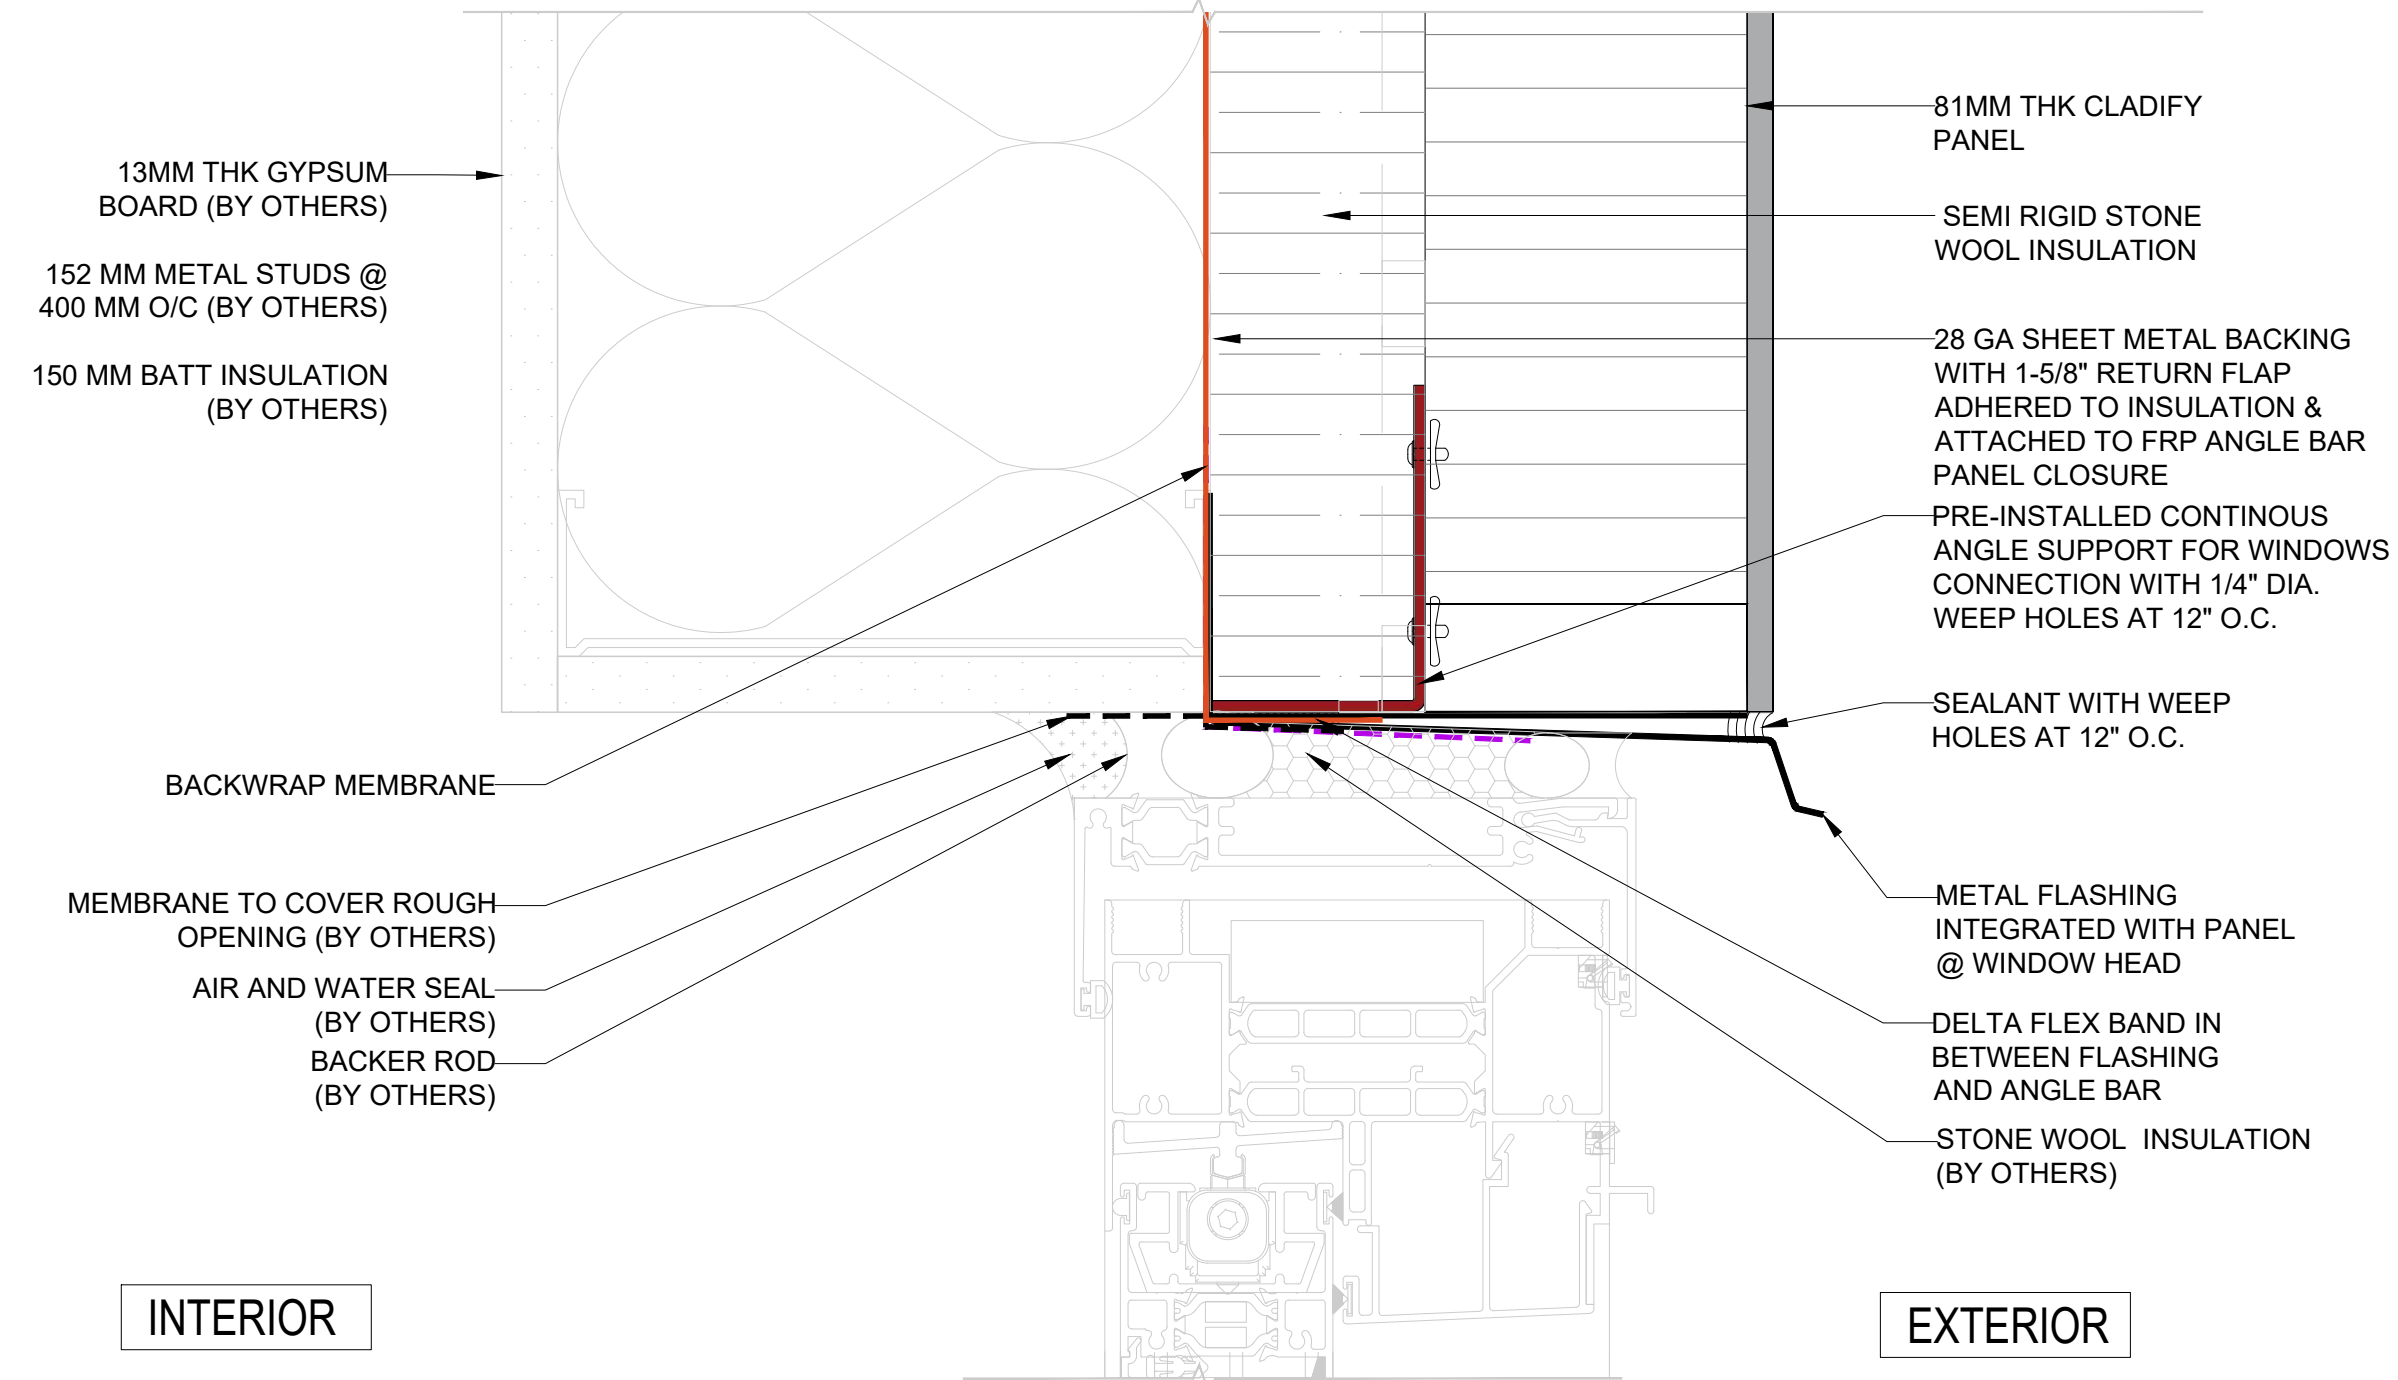 13MM THK GYPSUM
BOARD (BY OTHERS)
152 MM METAL STUDS @
400 MM O/C (BY OTHERS)
150 MM BATT INSULATION
(BY OTHERS)
BACKWRAP MEMBRANE
MEMBRANE TO COVER ROUGH
OPENING (BY OTHERS)
AIR AND WATER SEAL
(BY OTHERS)
BACKER ROD
(BY OTHERS)
INTERIOR
81MM THK CLADIFY
PANEL
SEMI RIGID STONE
WOOL INSULATION
28 GA SHEET METAL BACKING
WITH 1-5/8" RETURN FLAP
ADHERED TO INSULATION &
ATTACHED TO FRP ANGLE BAR
PANEL CLOSURE
PRE-INSTALLED CONTINOUS
ANGLE SUPPORT FOR WINDOWS
CONNECTION WITH 1/4" DIA.
WEEP HOLES AT 12" O.C.
SEALANT WITH WEEP
HOLES AT 12" O.C.
METAL FLASHING
INTEGRATED WITH PANEL
@ WINDOW HEAD
DELTA FLEX BAND IN
BETWEEN FLASHING
AND ANGLE BAR
STONE WOOL  INSULATION
(BY OTHERS)
EXTERIOR